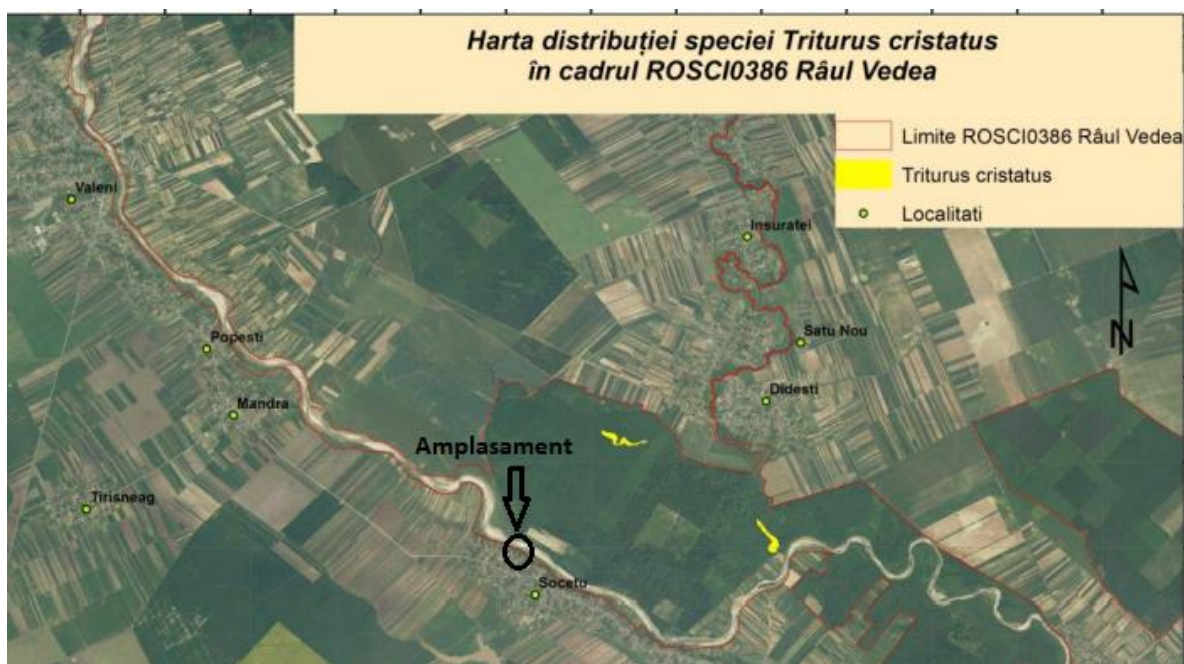 Harta distribuției speciei Triturus cristatus
în cadrul ROSCI0386 Râul Vedea
Limite ROSCI0386 Râul Vedea
Triturus cristatus
Localitati
Valeni
Insuratei
N
Popesti
Satu Nou
Mandra
Didesti
Amplasament
Tirisneag
Socetu